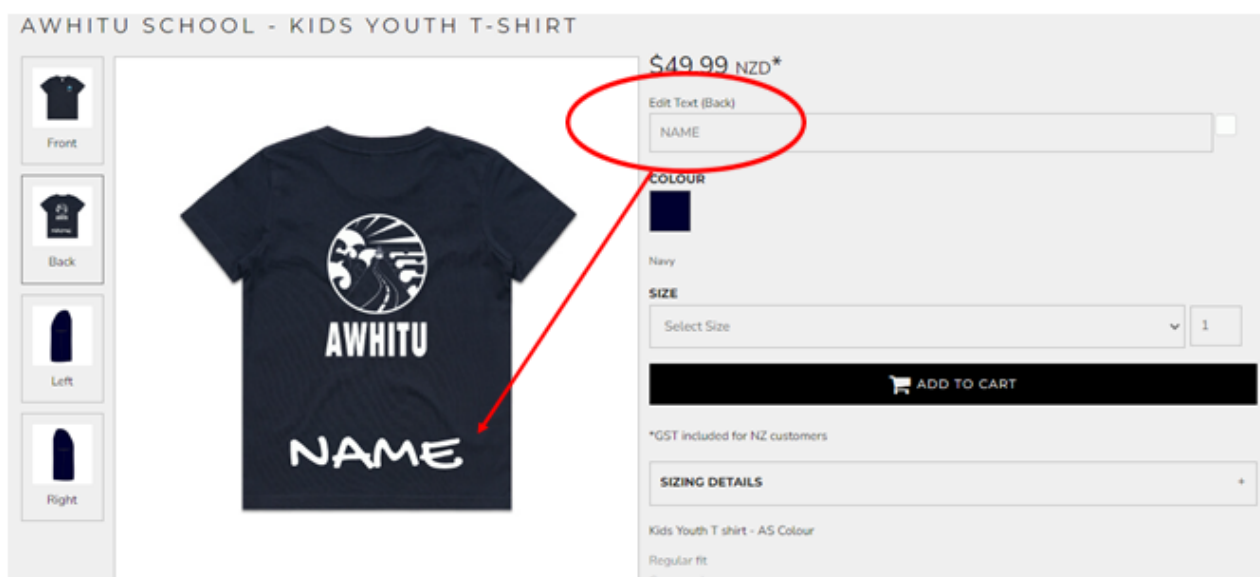 AWHITU SCHOOL - KIDS YOUTH T-SHIRT
Front
Back
Left
Right
AWHITU
NAME
$49.99 NZD*
Edit Text (Back)
NAME
COLOUR
Navy
SIZE
Select Size
1
ADD TO CART
*GST included for NZ customers
SIZING DETAILS
+
Kids Youth T shirt - AS Colour
Regular fit